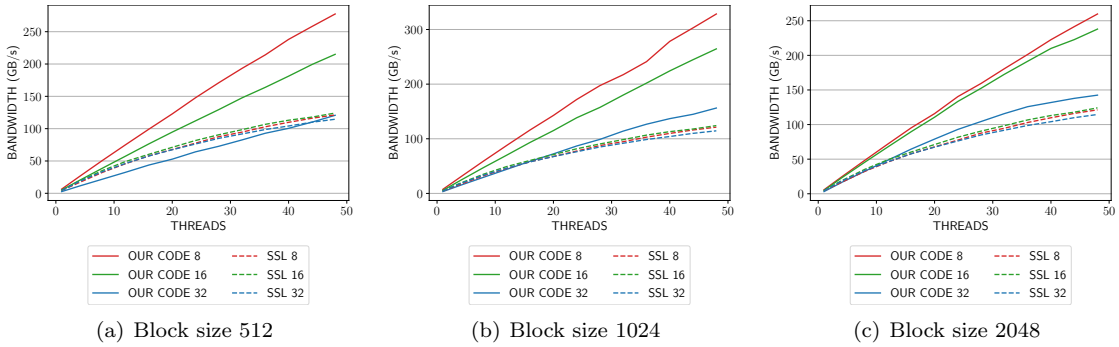 250
200
150
100
50
0
BANDWIDTH (GB/s)
0 10 20 30 40 50
THREADS
OUR CODE 8 SSL 8
OUR CODE 16 SSL 16
OUR CODE 32 SSL 32
(a) Block size 512
300
200
100
0
BANDWIDTH (GB/s)
0 10 20 30 40 50
THREADS
OUR CODE 8 SSL 8
OUR CODE 16 SSL 16
OUR CODE 32 SSL 32
(b) Block size 1024
250
200
150
100
50
0
BANDWIDTH (GB/s)
0 10 20 30 40 50
THREADS
OUR CODE 8 SSL 8
OUR CODE 16 SSL 16
OUR CODE 32 SSL 32
(c) Block size 2048